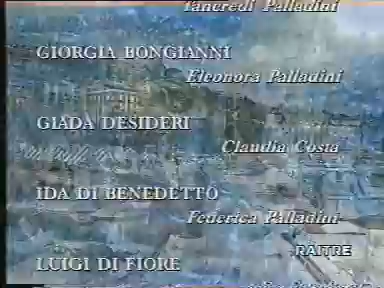 Tancredi Palladini
GIORGIA BONGIANNI
Eleonora Palladini
GIADA DESIDERI
Claudia Costa
IDA DI BENEDETTO
Federica Palladini
RAITRE
LUIGI DI FIORE